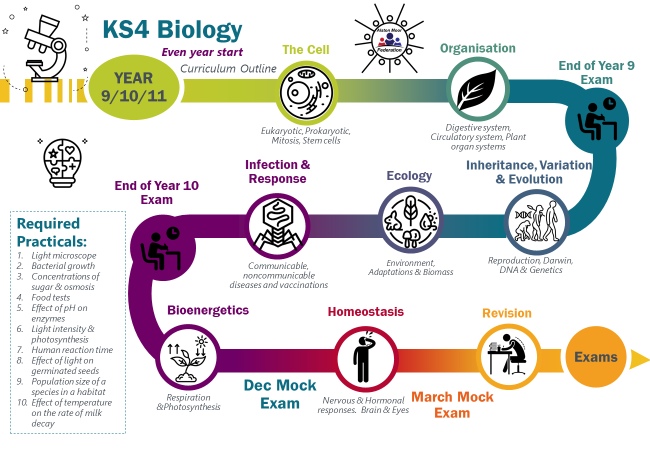 KS4 Biology
Even year start
Curriculum Outline
YEAR
9/10/11
The Cell
Eukaryotic, Prokaryotic,
Mitosis, Stem cells
Alston Moor
Federation
Organisation
Digestive system,
Circulatory system, Plant
organ systems
End of Year 9
Exam
Inheritance, Variation
& Evolution
Reproduction, Darwin,
DNA & Genetics
Ecology
Environment,
Adaptations & Biomass
Infection &
Response
Communicable,
noncommunicable
diseases and vaccinations
End of Year 10
Exam
Required
Practicals:
1. Light microscope
2. Bacterial growth
3. Concentrations of
sugar & osmosis
4. Food tests
5. Effect of pH on
enzymes
6. Light intensity &
photosynthesis
7. Human reaction time
8. Effect of light on
germinated seeds
9. Population size of a
species in a habitat
10. Effect of temperature
on the rate of milk
decay
Bioenergetics
Respiration
&Photosynthesis
Dec Mock
Exam
Homeostasis
Nervous & Hormonal
responses. Brain & Eyes
March Mock
Exam
Revision
Exams